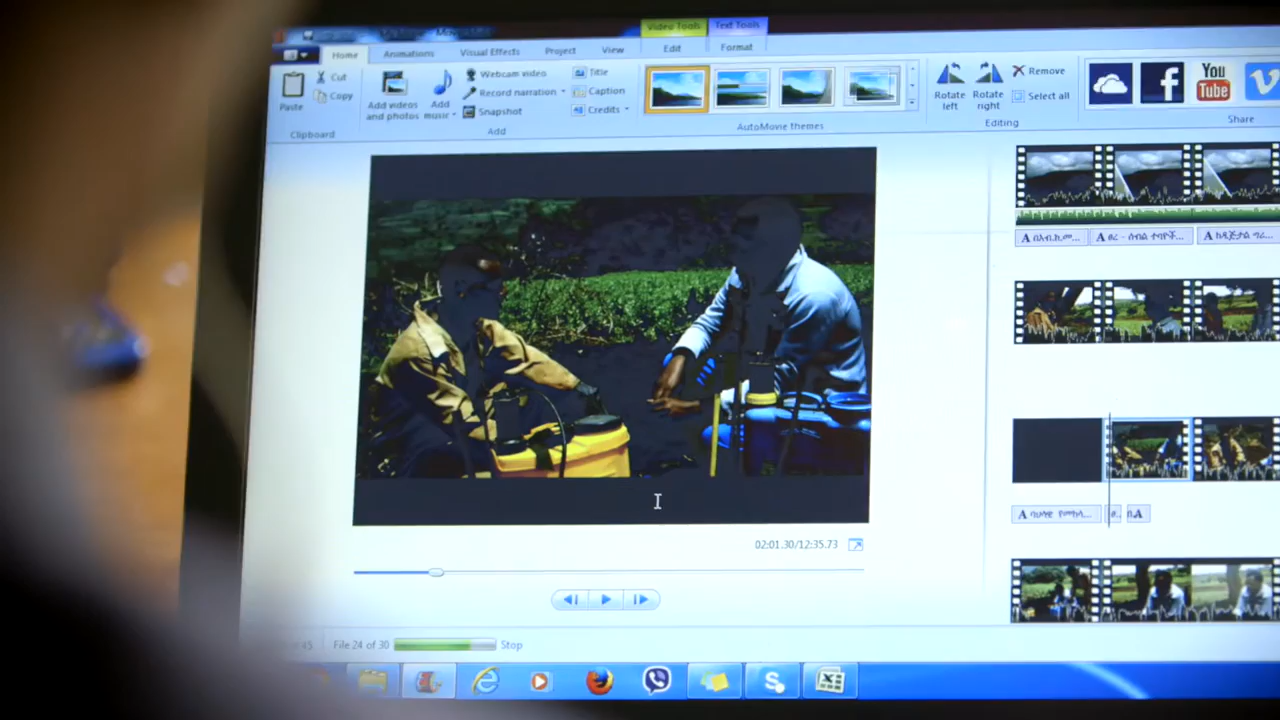 Video Tools
Text Tools
Home
Animations
Visual Effects
Project
View
Edit
Format
Paste
Cut
Copy
Clipboard
Add videos and photos
Add music
Webcam video
Record narration
Snapshot
Title
Caption
Credits
Add
AutoMovie themes
Rotate left
Rotate right
Remove
Select all
Editing
f
You
Tube
Share
A
A
A
02:01.30/12:35.73
A
A
File 24 of 30
Stop
S